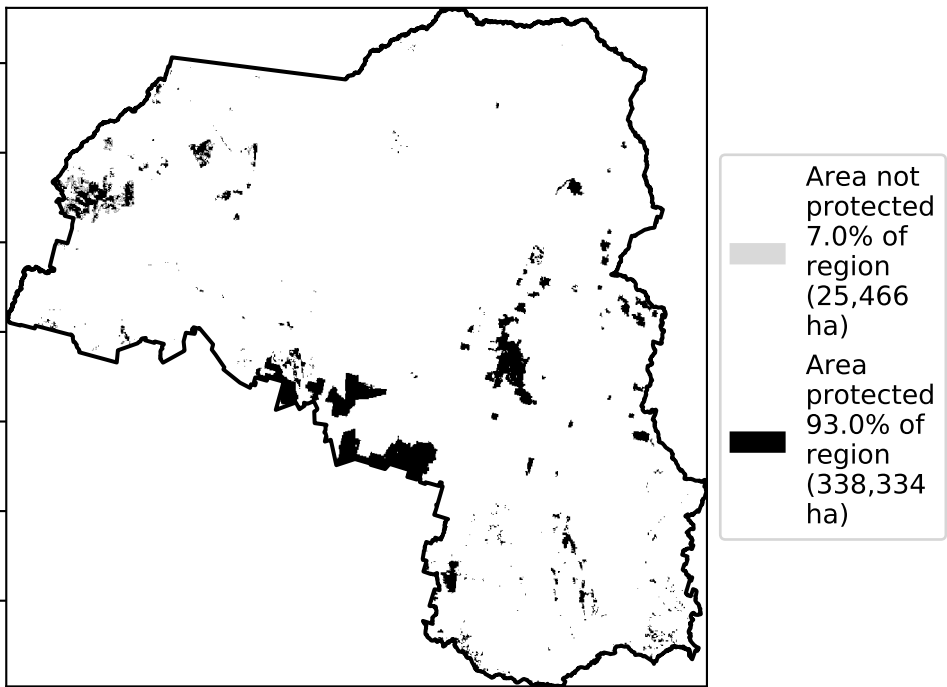 Area not
protected
7.0% of
region
(25,466
ha)
Area
protected
93.0% of
region
(338,334
ha)